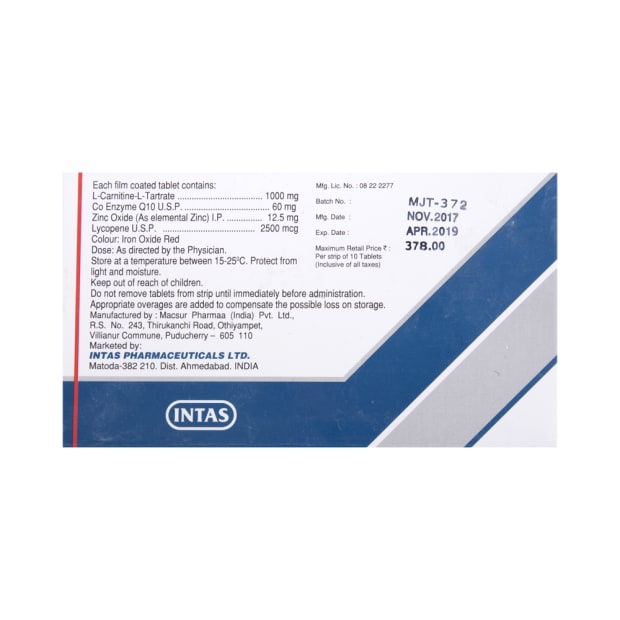 Each film coated tablet contains:
L-Carnitine-L-Tartrate .................................. 1000 mg
Co Enzyme Q10 U.S.P. .................................. 60 mg
Zinc Oxide (As elemental Zinc) I.P. .............. 12.5 mg
Lycopene U.S.P. .................................... 2500 mcg
Colour: Iron Oxide Red
Dose: As directed by the Physician.
Store at a temperature between 15-25⁰C. Protect from
light and moisture.
Keep out of reach of children.
Do not remove tablets from strip until immediately before administration.
Appropriate overages are added to compensate the possible loss on storage.
Manufactured by : Macsur Pharmaa (India) Pvt. Ltd.,
R.S. No. 243, Thirukanchi Road, Othiyampet,
Villianur Commune, Puducherry – 605 110
Marketed by:
INTAS PHARMACEUTICALS LTD.
Matoda-382 210. Dist. Ahmedabad. INDIA
Mfg. Lic. No. : 08 22 2277
Batch No. : MJT-372
Mfg. Date : NOV.2017
Exp. Date : APR.2019
Maximum Retail Price ₹ : 378.00
Per strip of 10 Tablets
(Inclusive of all taxes)
INTAS